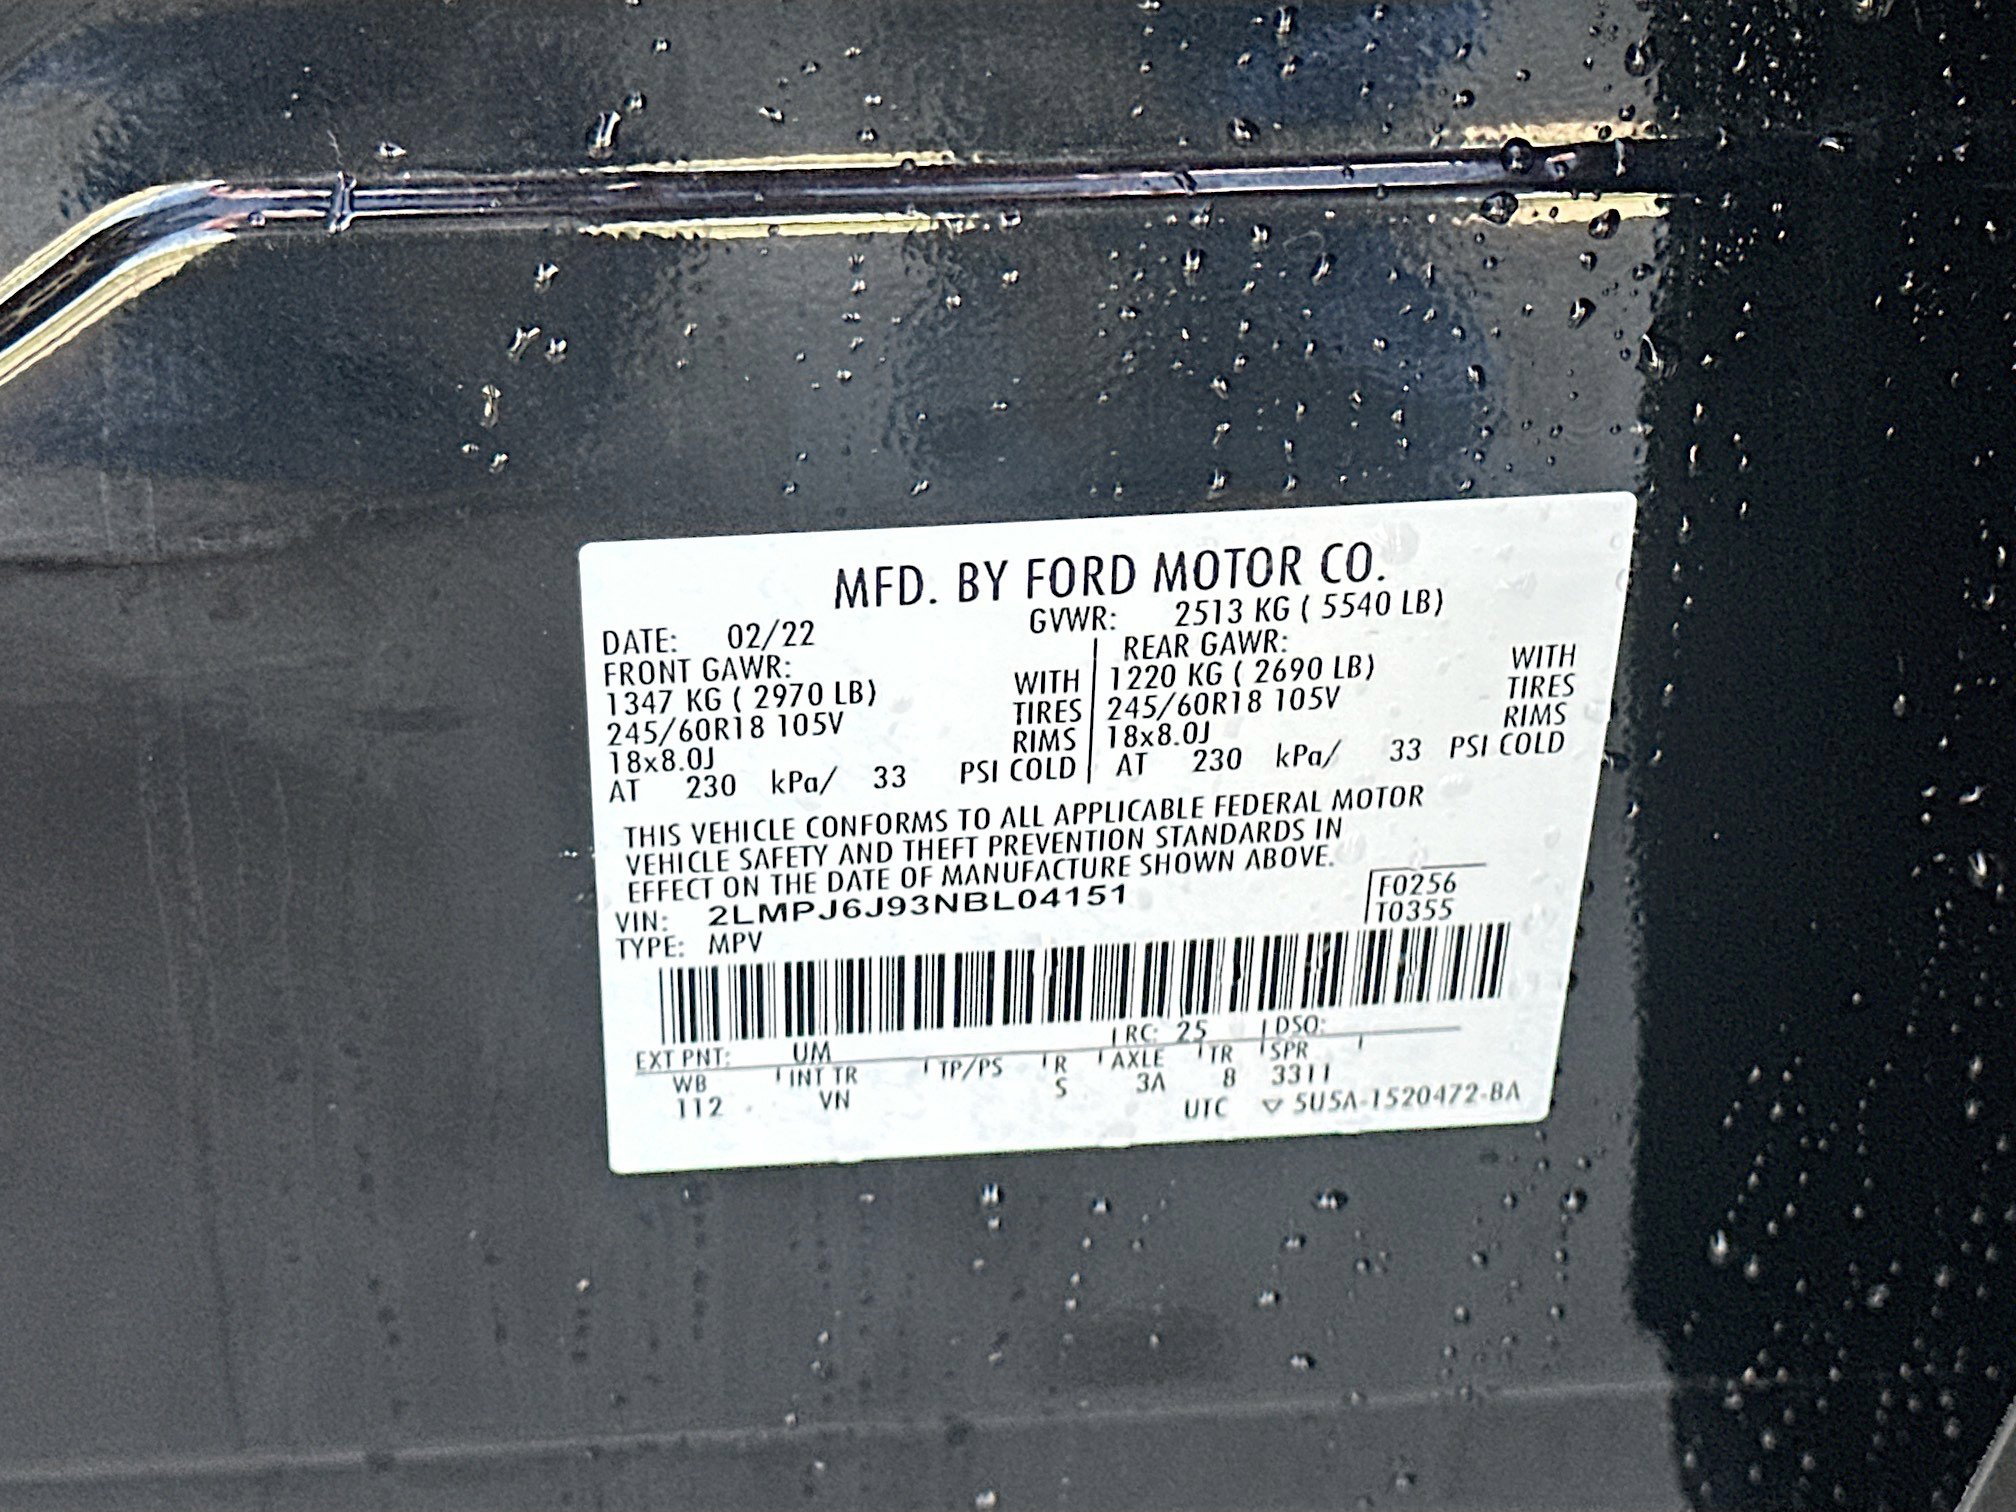 MFD. BY FORD MOTOR CO.
DATE: 02/22 GVWR: 2513 KG ( 5540 LB)
FRONT GAWR: REAR GAWR:
1347 KG ( 2970 LB) WITH 1220 KG ( 2690 LB) WITH
245/60R18 105V TIRES 245/60R18 105V TIRES
18x8.0J RIMS 18x8.0J RIMS
AT 230 kPa/ 33 PSI COLD AT 230 kPa/ 33 PSI COLD
THIS VEHICLE CONFORMS TO ALL APPLICABLE FEDERAL MOTOR
VEHICLE SAFETY AND THEFT PREVENTION STANDARDS IN
EFFECT ON THE DATE OF MANUFACTURE SHOWN ABOVE.
VIN: 2LMPJ6J93NBL04151 F0256
TYPE: MPV T0355
EXT PNT: UM RC: 25 DSO:
WB INT TR TP/PS R AXLE TR SPR
112 VN S 3A 8 3311
UTC ▽ 5U5A-1520472-BA